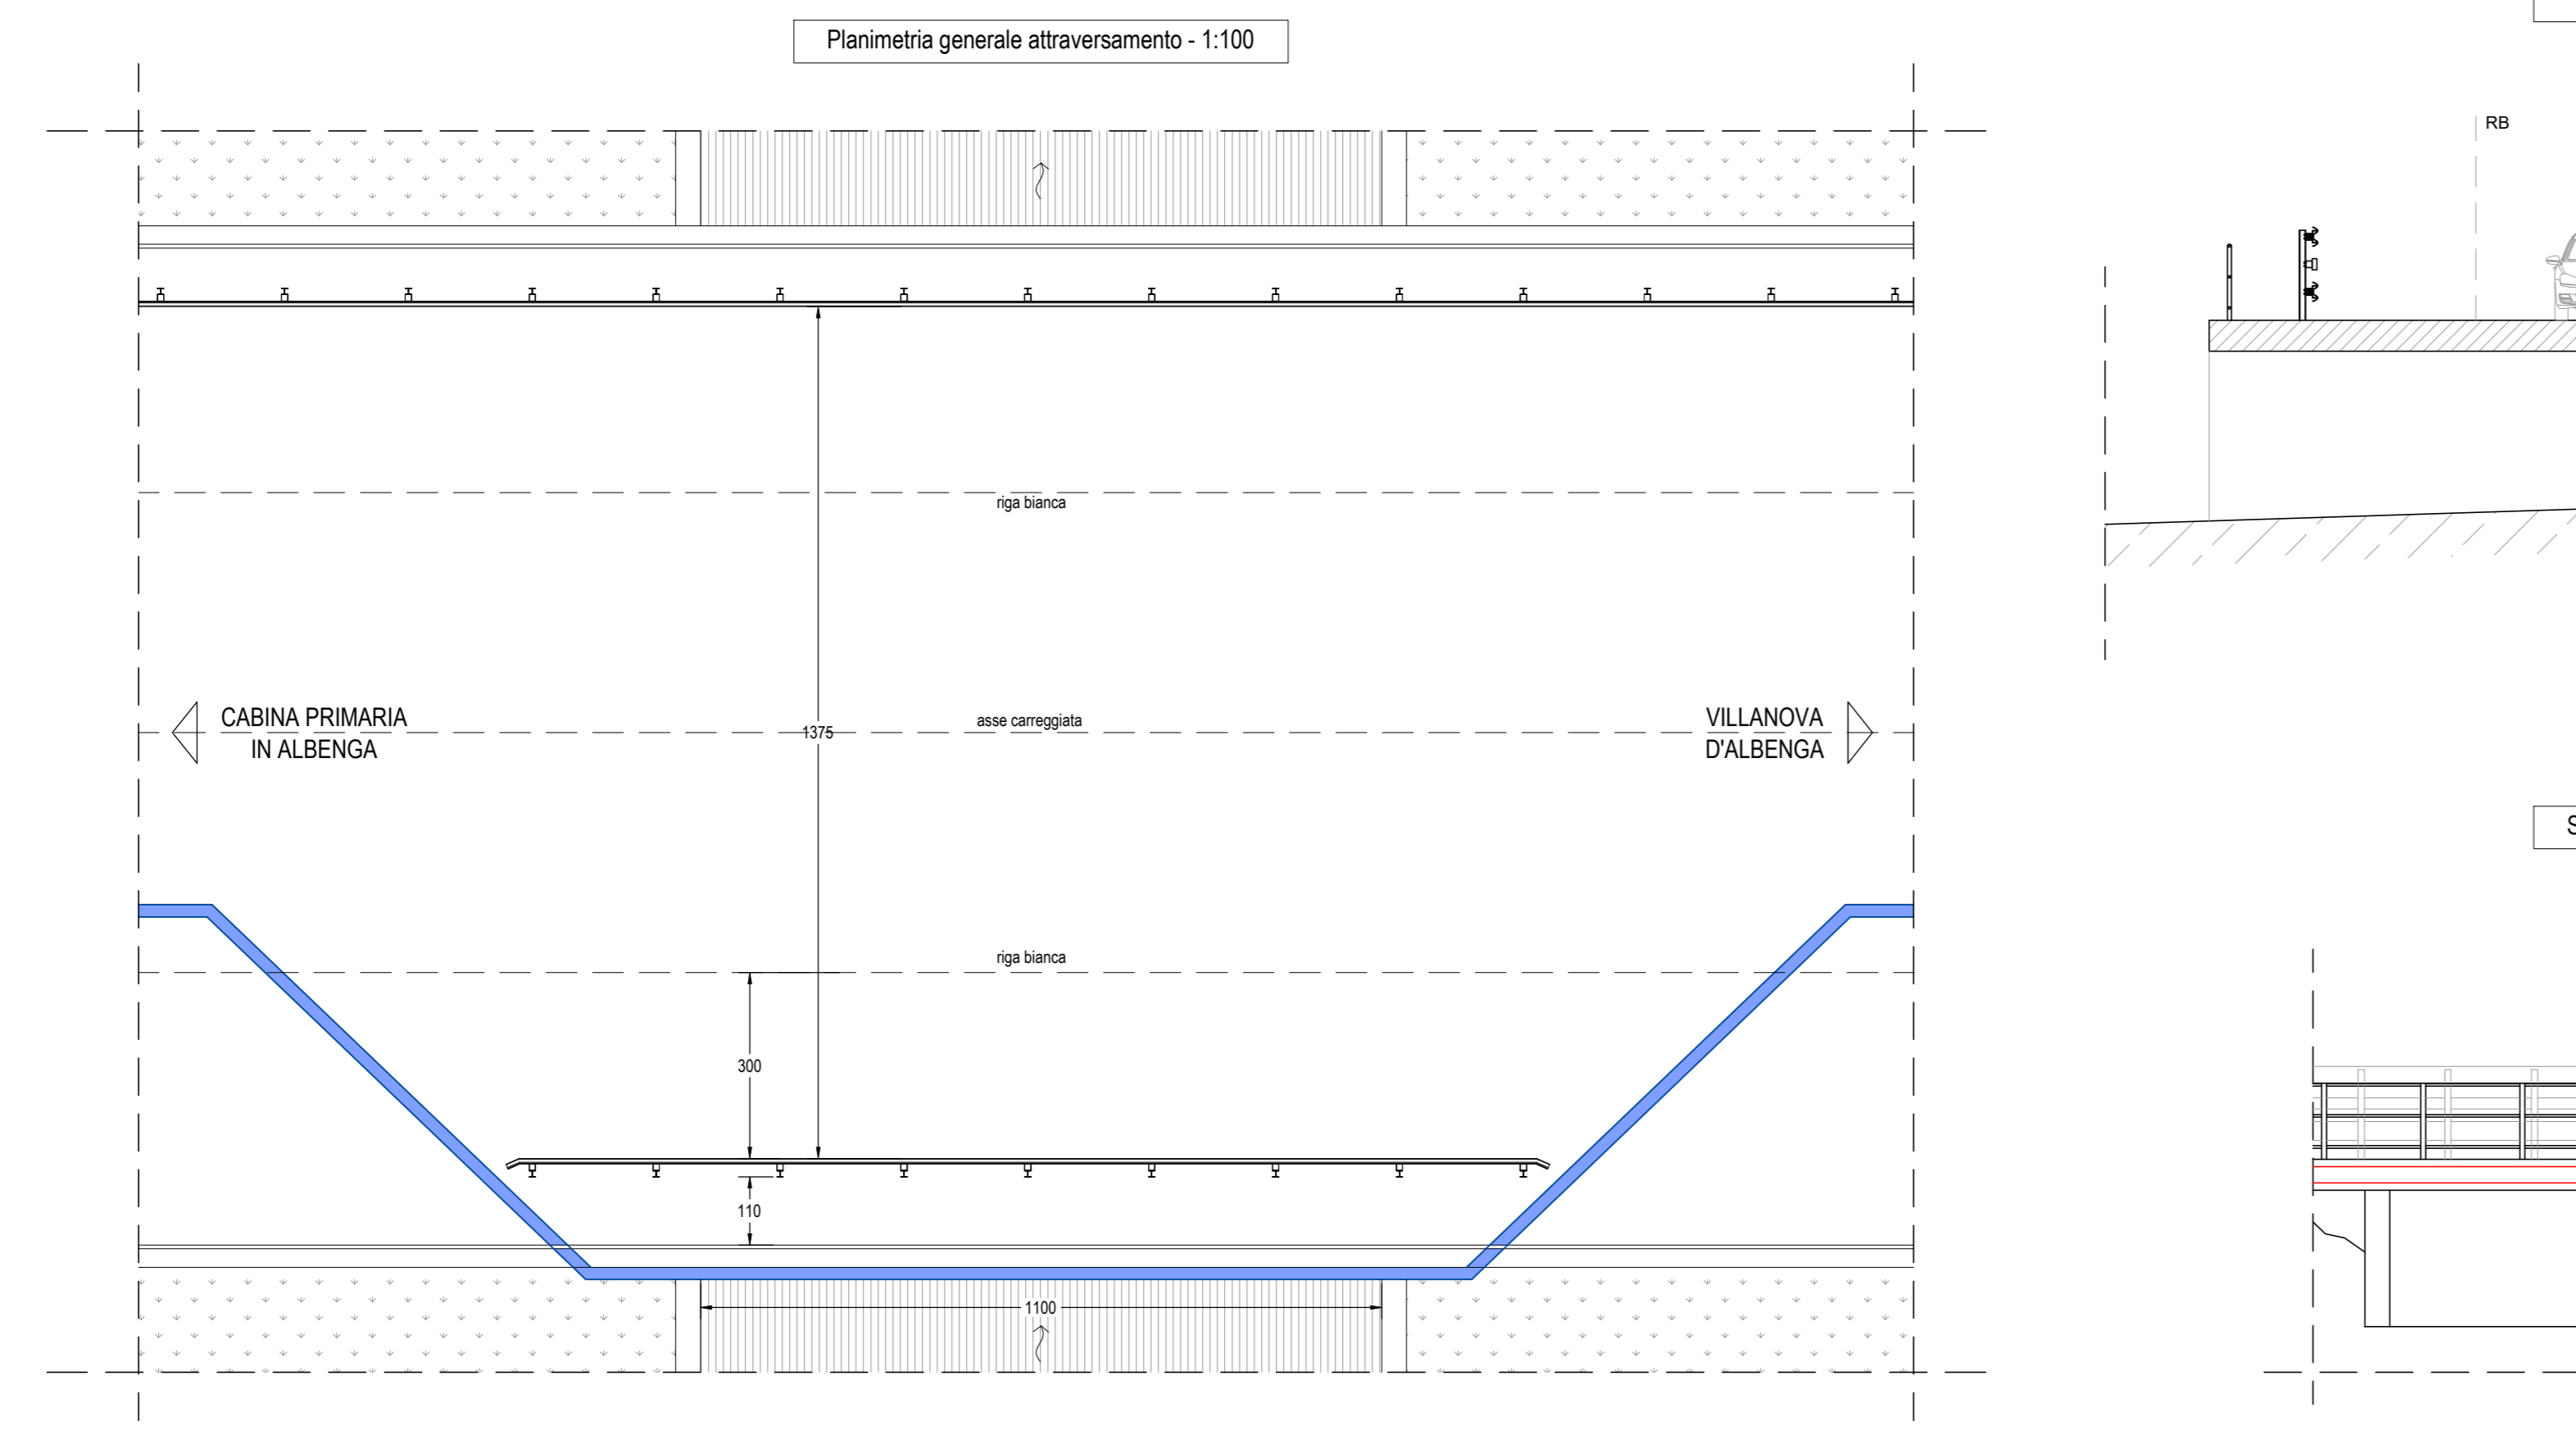 Planimetria generale attraversamento - 1:100
RB
riga bianca
CABINA PRIMARIA
IN ALBENGA
1375
asse carreggiata
VILLANOVA
D'ALBENGA
S
riga bianca
300
110
1100